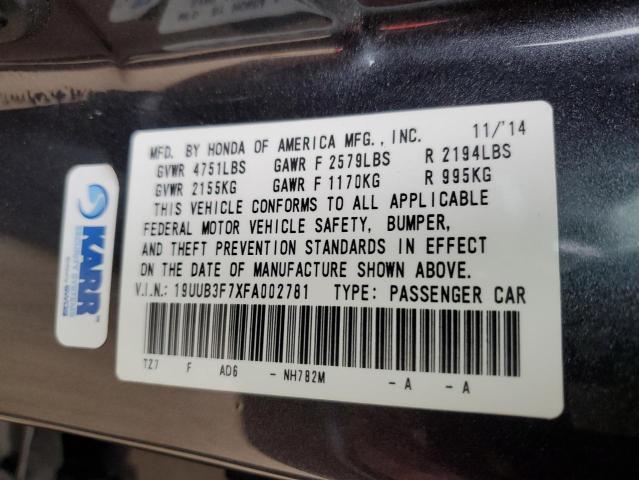 MFD. BY HONDA OF AMERICA MFG., INC. 11/'14
GVWR 4751LBS GAWR F 2579LBS R 2194LBS
GVWR 2155KG GAWR F 1170KG R 995KG
THIS VEHICLE CONFORMS TO ALL APPLICABLE
FEDERAL MOTOR VEHICLE SAFETY, BUMPER,
AND THEFT PREVENTION STANDARDS IN EFFECT
ON THE DATE OF MANUFACTURE SHOWN ABOVE.
V.I.N.: 19UUB3F7XFA002781 TYPE: PASSENGER CAR
TZ7 F AD6 - NH782M - A - A
KARR
SECURITY SYSTEMS